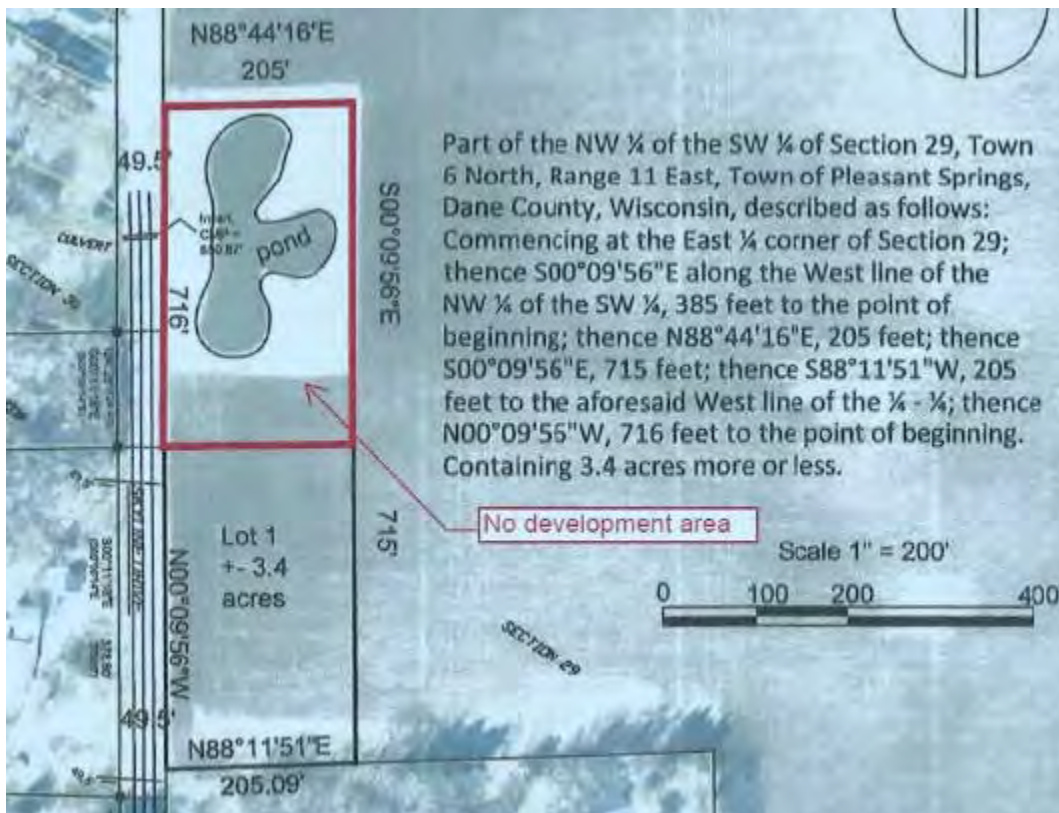 N88°44'16"E
205'
49.5'
CULVERT
Invert
CMP =
pond
716'
S00°09'56"E
SECTION 30
Part of the NW ¼ of the SW ¼ of Section 29, Town
6 North, Range 11 East, Town of Pleasant Springs,
Dane County, Wisconsin, described as follows:
Commencing at the East ¼ corner of Section 29;
thence S00°09'56"E along the West line of the
NW ¼ of the SW ¼, 385 feet to the point of
beginning; thence N88°44'16"E, 205 feet; thence
S00°09'56"E, 715 feet; thence S88°11'51"W, 205
feet to the aforesaid West line of the ¼ - ¼; thence
N00°09'55"W, 716 feet to the point of beginning.
Containing 3.4 acres more or less.
No development area
Scale 1" = 200'
0 100 200 400
Lot 1
+- 3.4
acres
715'
SKYLINE DRIVE
N00°09'56"W
SECTION 29
49.5'
N88°11'51"E
205.09'
49.5'